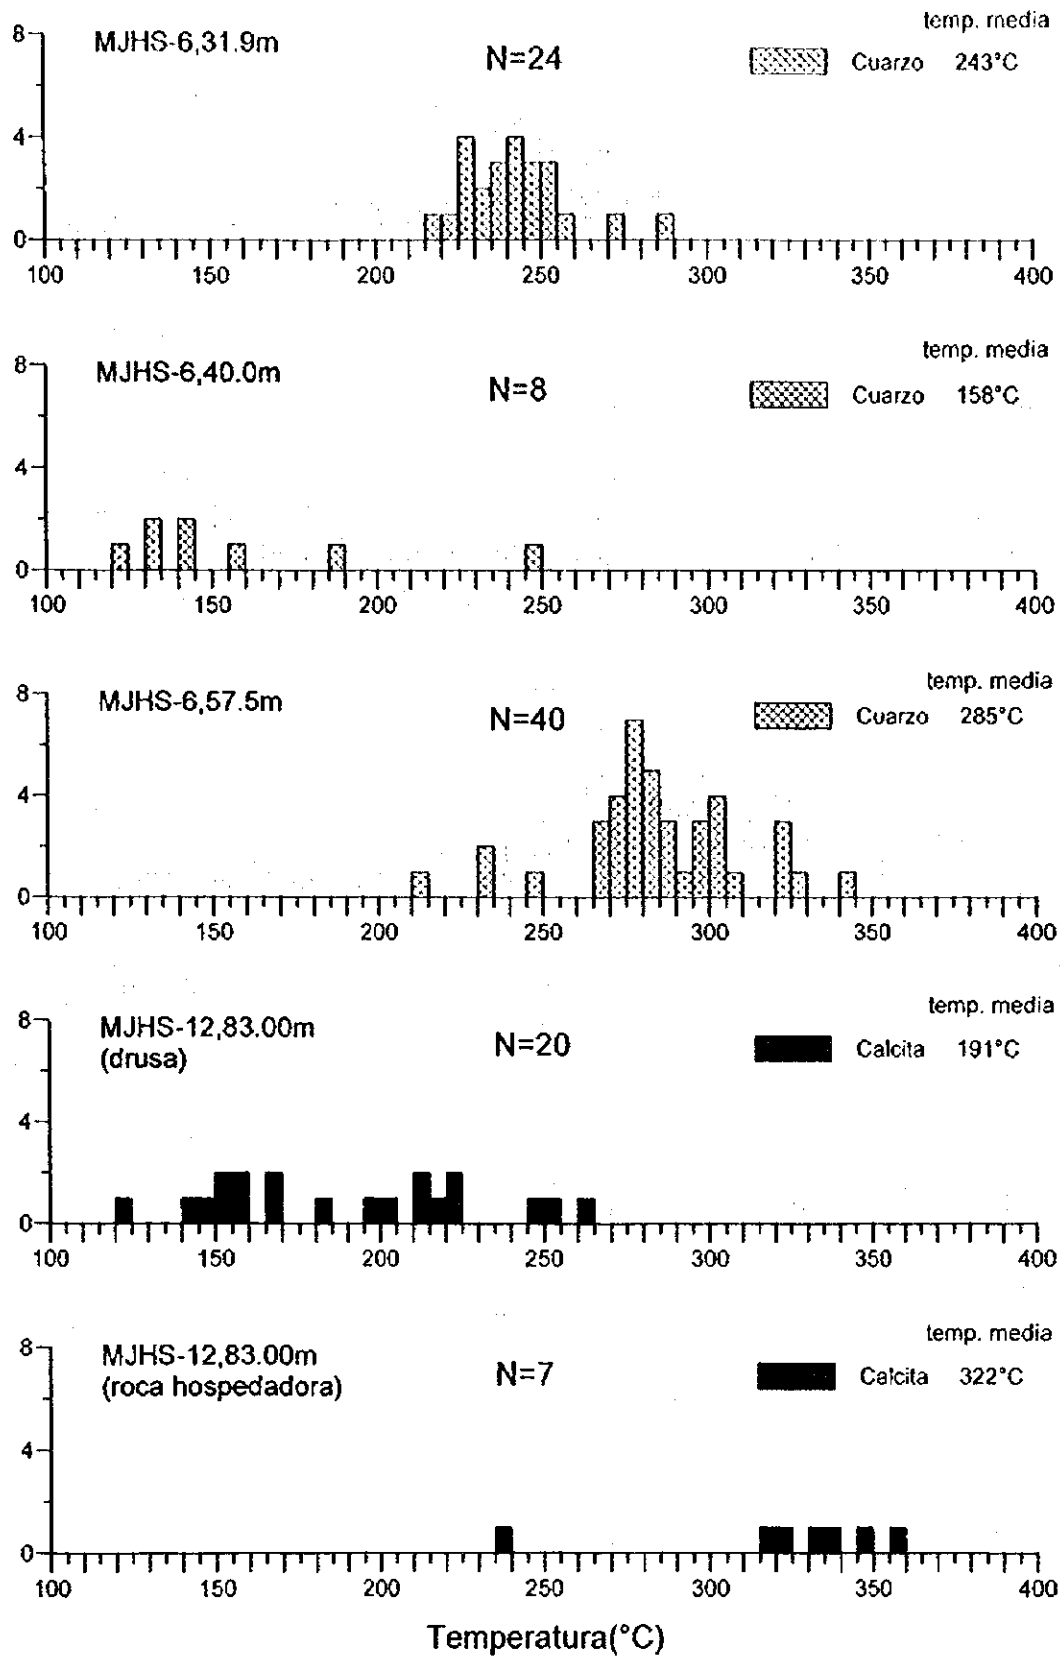 temp. media
8 MJHS-6,31.9m N=24 Cuarzo 243°C
4
0
100 150 200 250 300 350 400
temp. media
8 MJHS-6,40.0m N=8 Cuarzo 158°C
4
0
100 150 200 250 300 350 400
temp. media
8 MJHS-6,57.5m N=40 Cuarzo 285°C
4
0
100 150 200 250 300 350 400
temp. media
8 MJHS-12,83.00m N=20 Calcita 191°C
(drusa)
4
0
100 150 200 250 300 350 400
temp. media
8 MJHS-12,83.00m N=7 Calcita 322°C
(roca hospedadora)
4
0
100 150 200 250 300 350 400
Temperatura(°C)